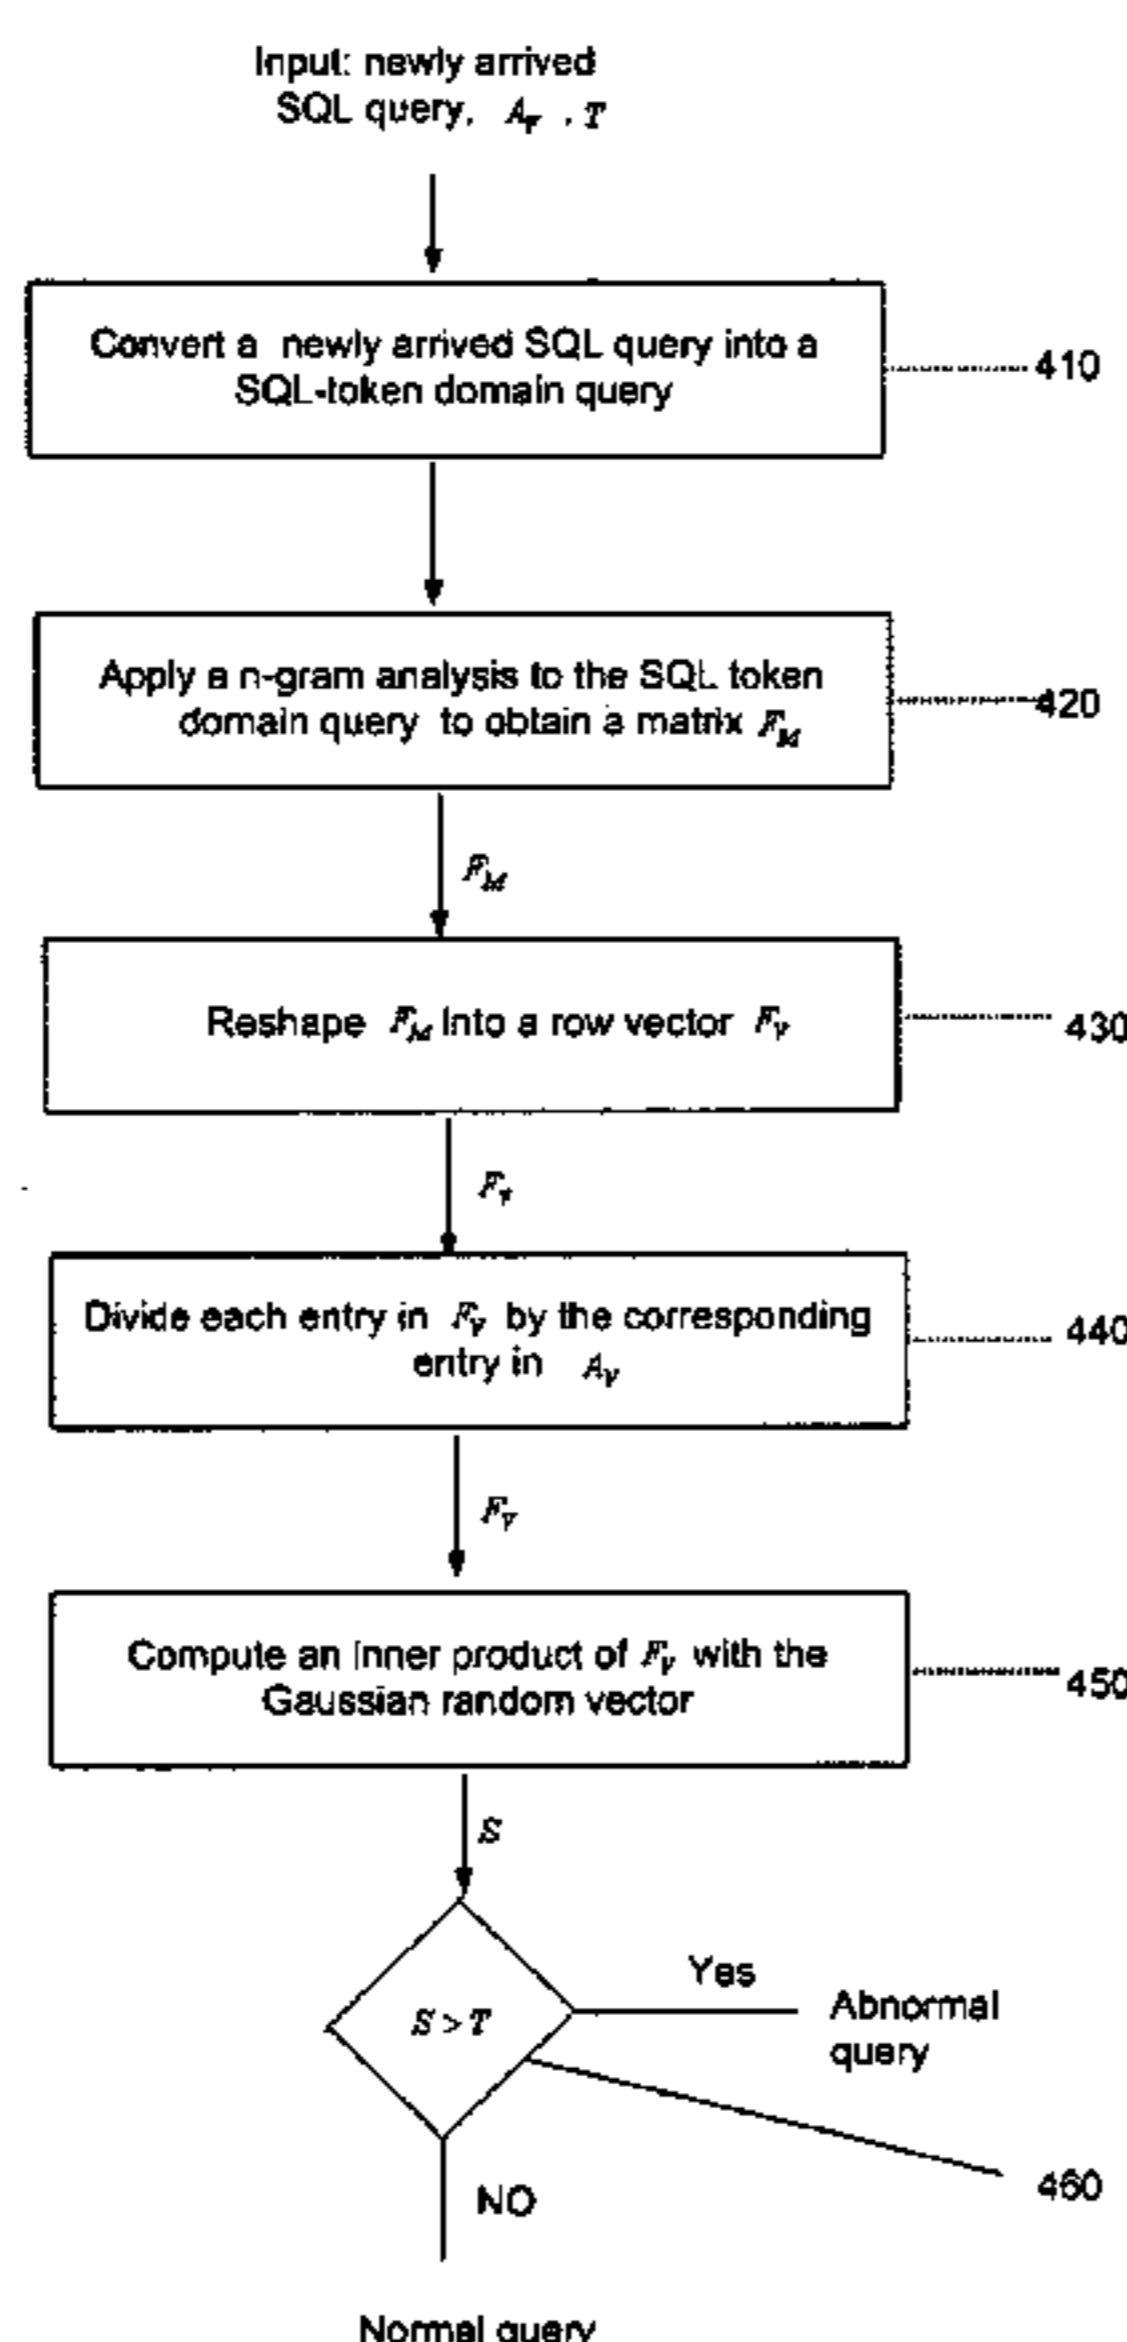 Input: newly arrived
SQL query, A_V , T
Convert a newly arrived SQL query into a
SQL-token domain query
410
Apply a n-gram analysis to the SQL token
domain query to obtain a matrix F_M
420
F_M
Reshape F_M into a row vector F_V
430
F_V
Divide each entry in F_V by the corresponding
entry in A_V
440
F_V
Compute an inner product of F_V with the
Gaussian random vector
450
S
S > T
Yes
Abnormal
query
460
NO
Normal query